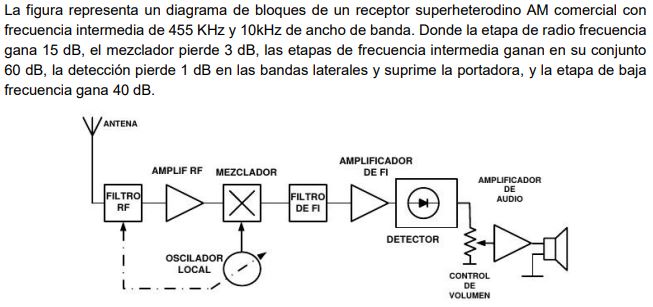 La figura representa un diagrama de bloques de un receptor superheterodino AM comercial con
frecuencia intermedia de 455 KHz y 10kHz de ancho de banda. Donde la etapa de radio frecuencia
gana 15 dB, el mezclador pierde 3 dB, las etapas de frecuencia intermedia ganan en su conjunto
60 dB, la detección pierde 1 dB en las bandas laterales y suprime la portadora, y la etapa de baja
frecuencia gana 40 dB.
ANTENA
AMPLIF RF
MEZCLADOR
AMPLIFICADOR
DE FI
AMPLIFICADOR
DE
AUDIO
FILTRO
RF
FILTRO
DE FI
DETECTOR
OSCILADOR
LOCAL
CONTROL
DE
VOLUMEN